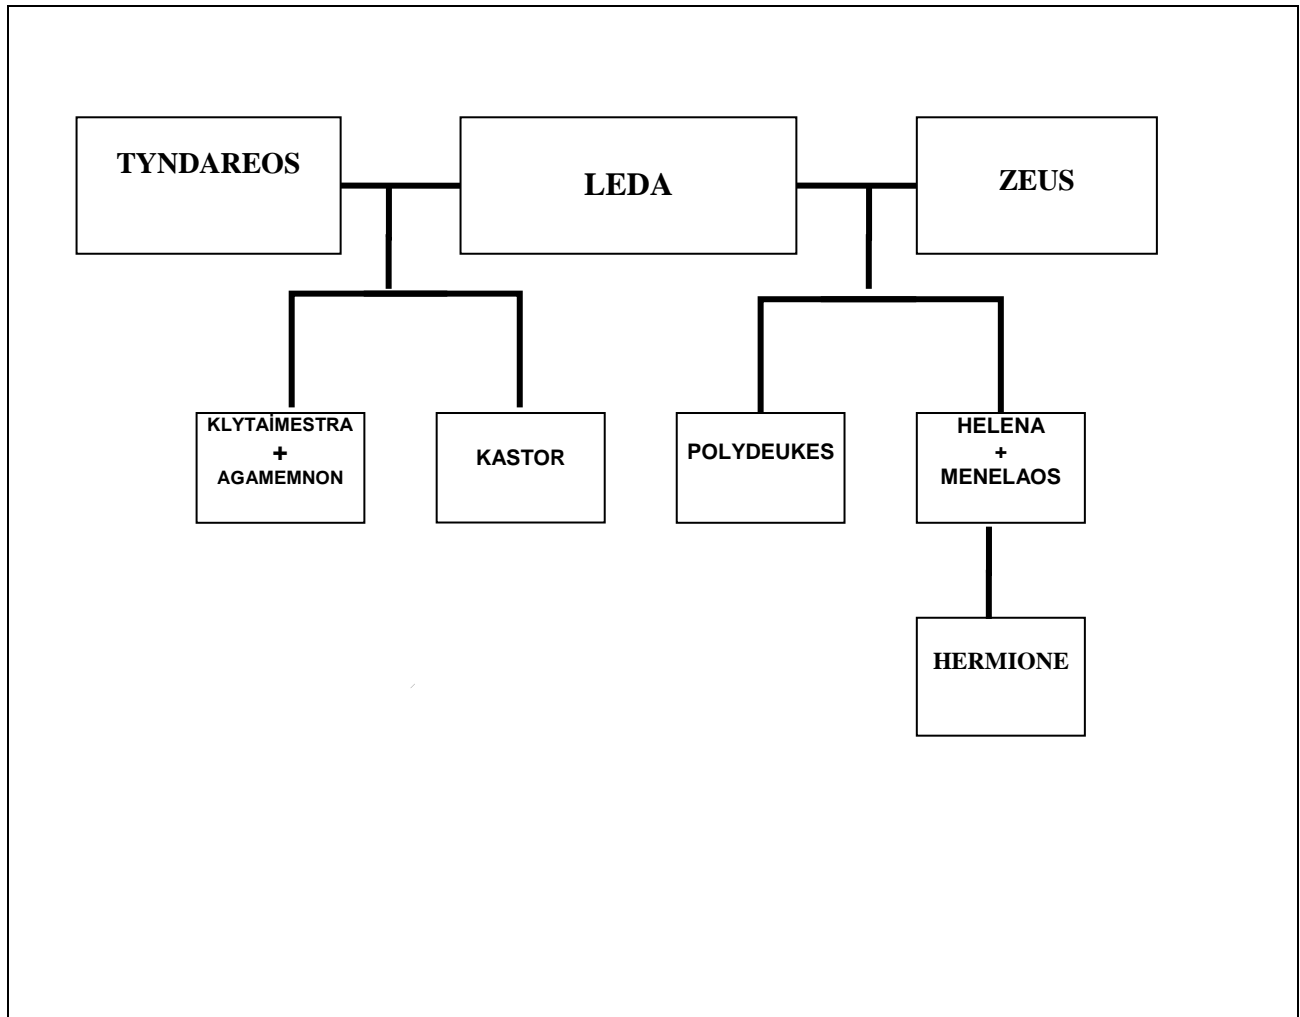 TYNDAREOS
LEDA
ZEUS
KLYTAİMESTRA
+
AGAMEMNON
KASTOR
POLYDEUKES
HELENA
+
MENELAOS
HERMIONE